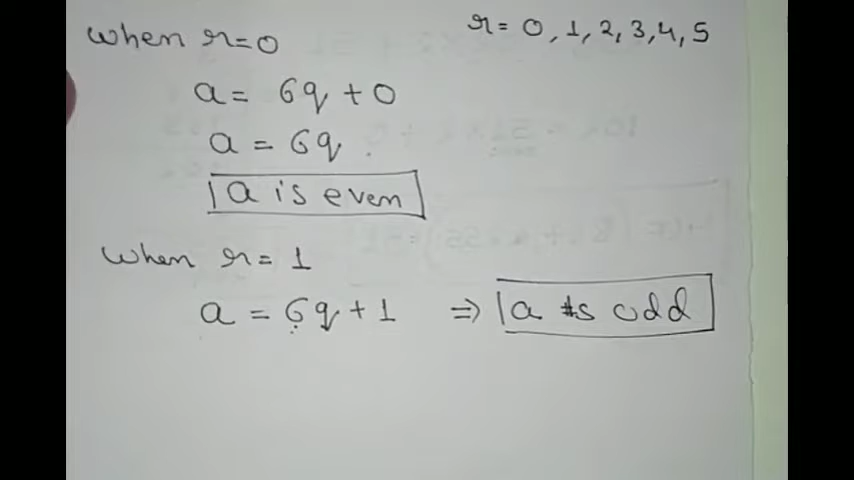 when r=0
r= 0, 1, 2, 3, 4, 5
a= 6q + 0
a = 6q
a is even
when r= 1
a = 6q + 1 ⇒ a is odd